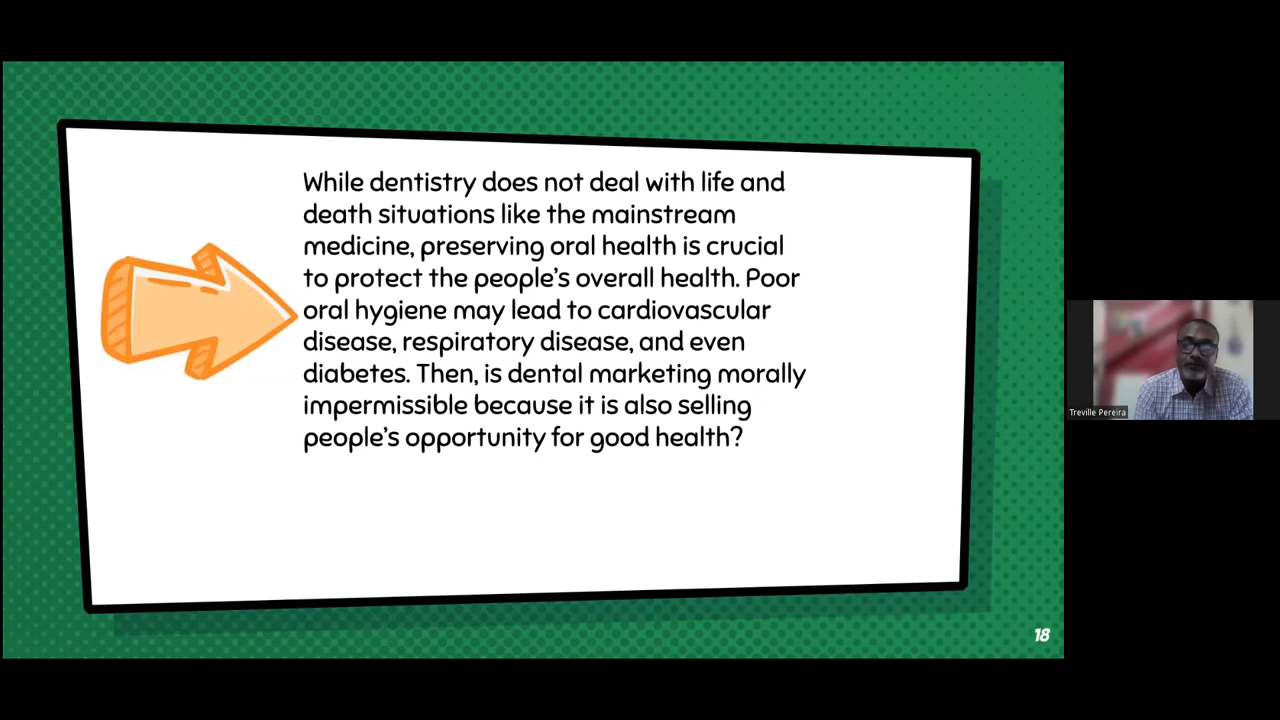 While dentistry does not deal with life and
death situations like the mainstream
medicine, preserving oral health is crucial
to protect the people's overall health. Poor
oral hygiene may lead to cardiovascular
disease, respiratory disease, and even
diabetes. Then, is dental marketing morally
impermissible because it is also selling
people's opportunity for good health?
18
Treville Pereira